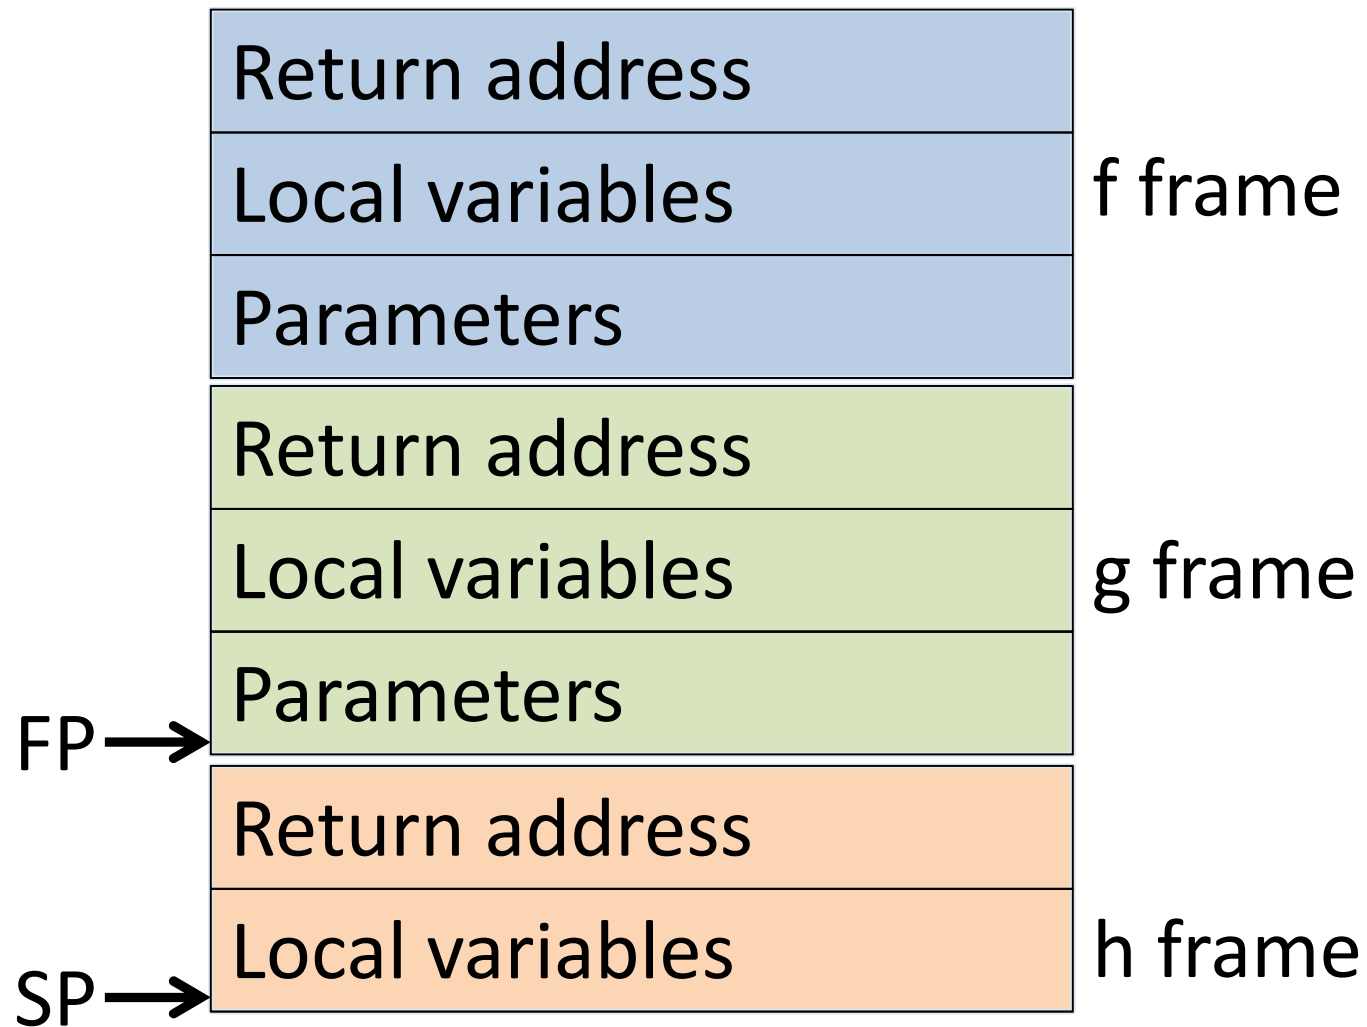 Return address
Local variables
f frame
Parameters
Return address
Local variables
g frame
Parameters
FP
Return address
Local variables
h frame
SP